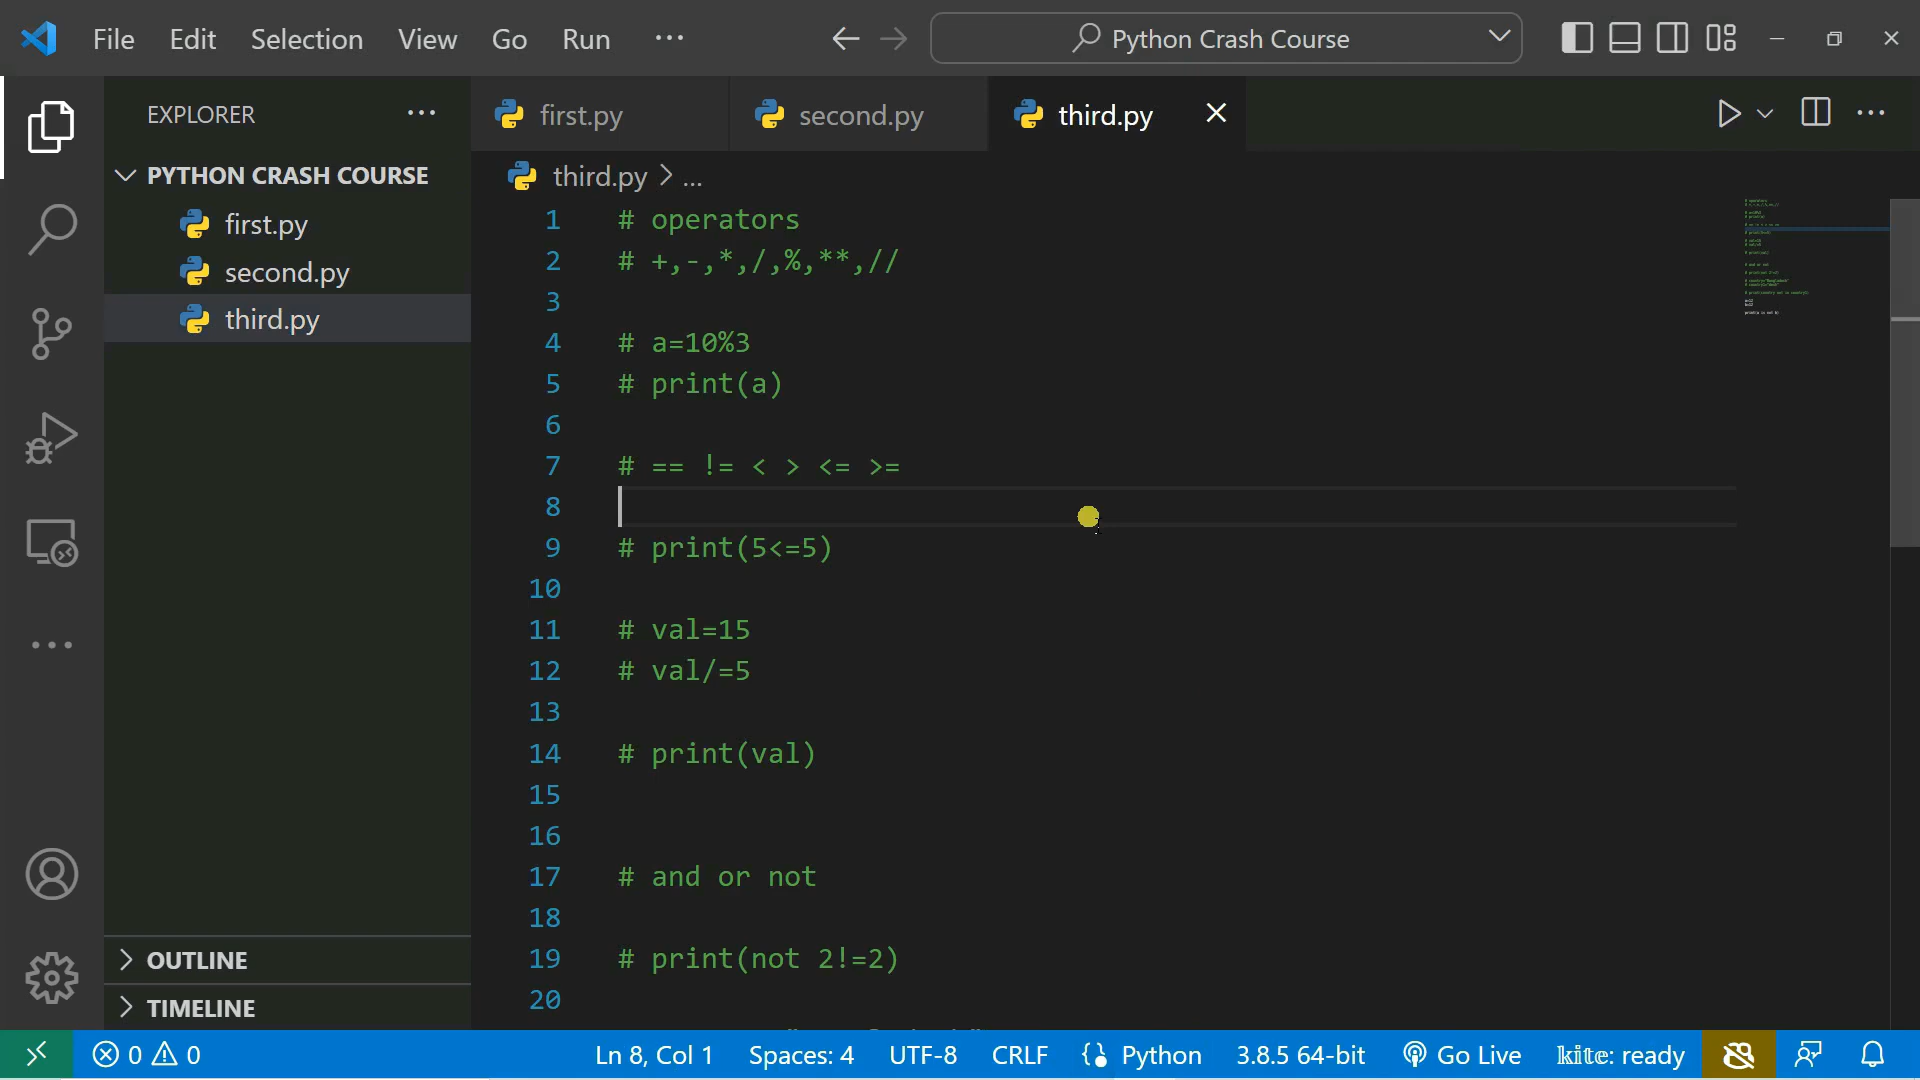 File Edit Selection View Go Run ··· Python Crash Course
EXPLORER ···
first.py second.py third.py
PYTHON CRASH COURSE
first.py
second.py
third.py
OUTLINE
TIMELINE
third.py > ...
1 # operators
2 # +,-,*,/,%,**,//
3
4 # a=10%3
5 # print(a)
6
7 # == != < > <= >=
8
9 # print(5<=5)
10
11 # val=15
12 # val/=5
13
14 # print(val)
15
16
17 # and or not
18
19 # print(not 2!=2)
20
0 0 Ln 8, Col 1 Spaces: 4 UTF-8 CRLF Python 3.8.5 64-bit Go Live kite: ready